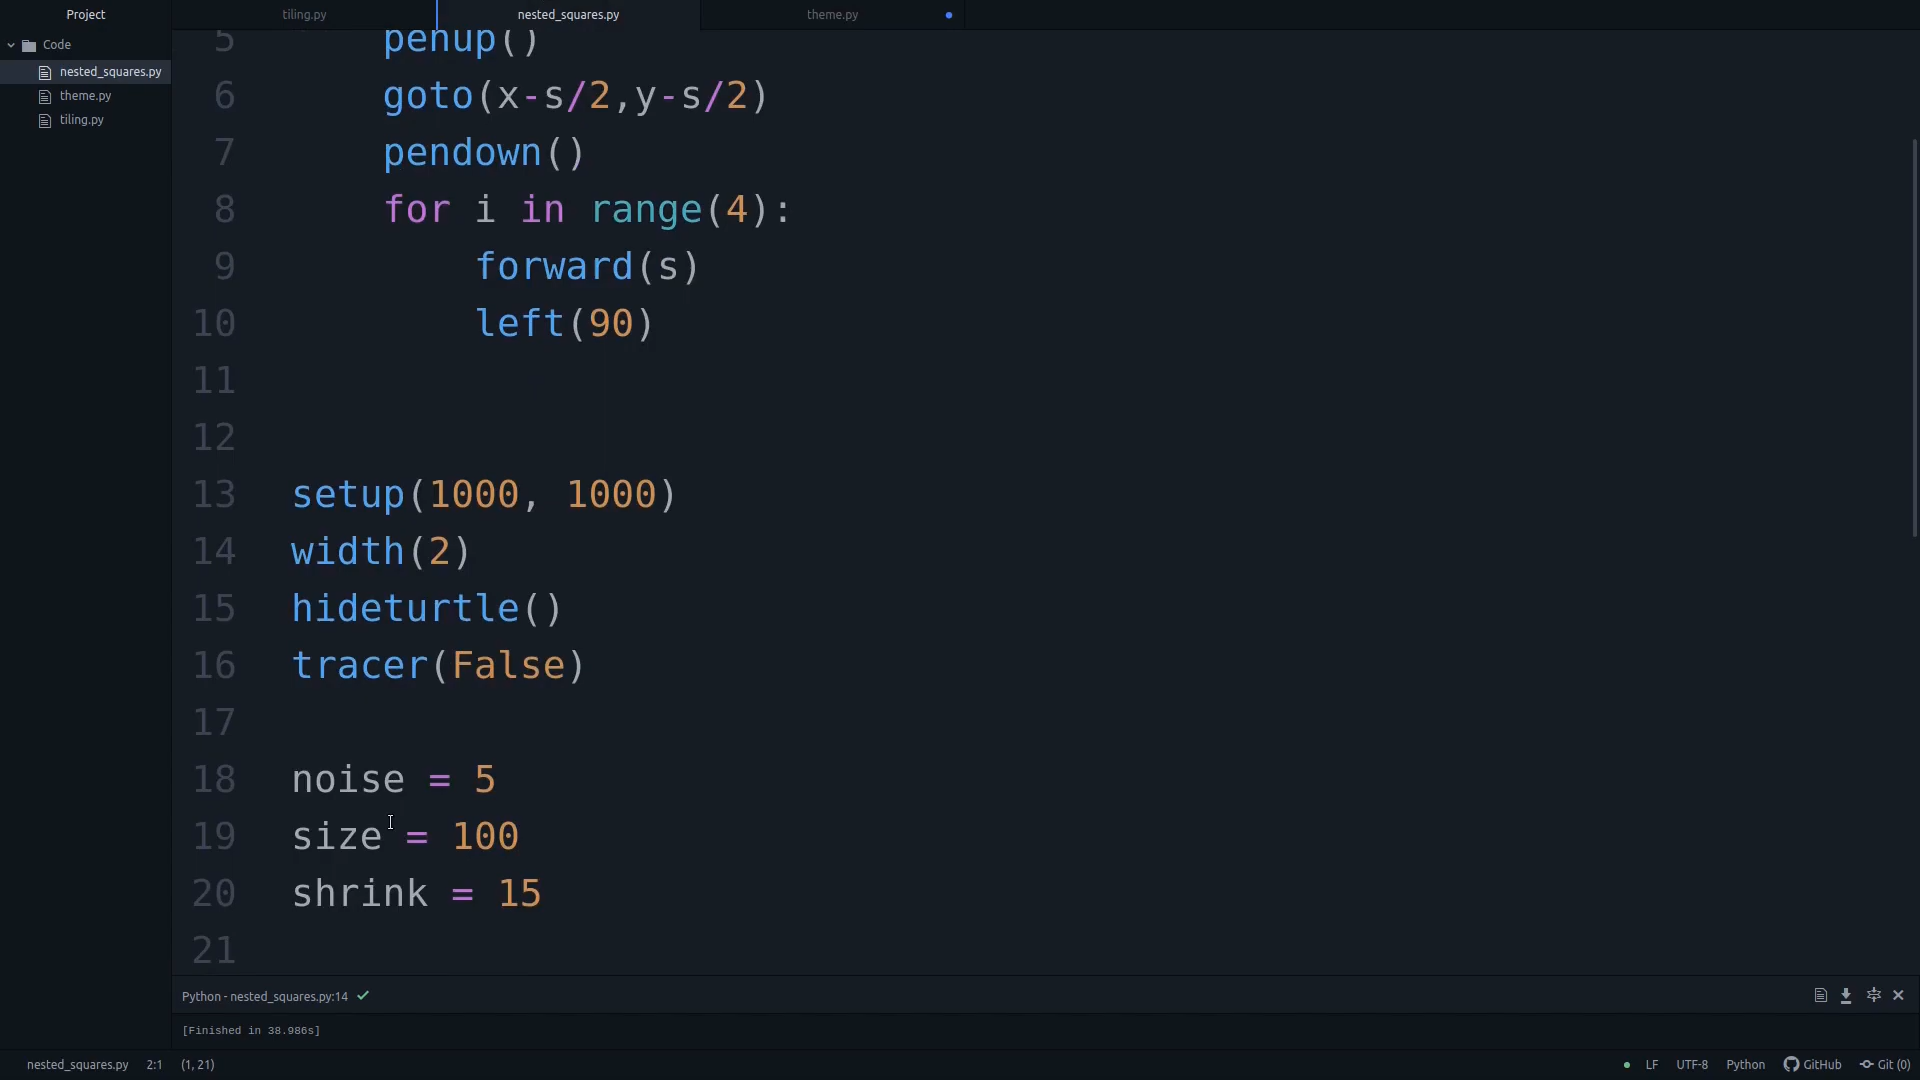 Project
tiling.py
nested_squares.py
theme.py
Code
nested_squares.py
theme.py
tiling.py
5 penup()
6 goto(x-s/2,y-s/2)
7 pendown()
8 for i in range(4):
9 forward(s)
10 left(90)
11
12
13 setup(1000, 1000)
14 width(2)
15 hideturtle()
16 tracer(False)
17
18 noise = 5
19 size = 100
20 shrink = 15
21
Python - nested_squares.py:14
[Finished in 38.986s]
nested_squares.py 2:1 (1, 21) LF UTF-8 Python GitHub Git (0)